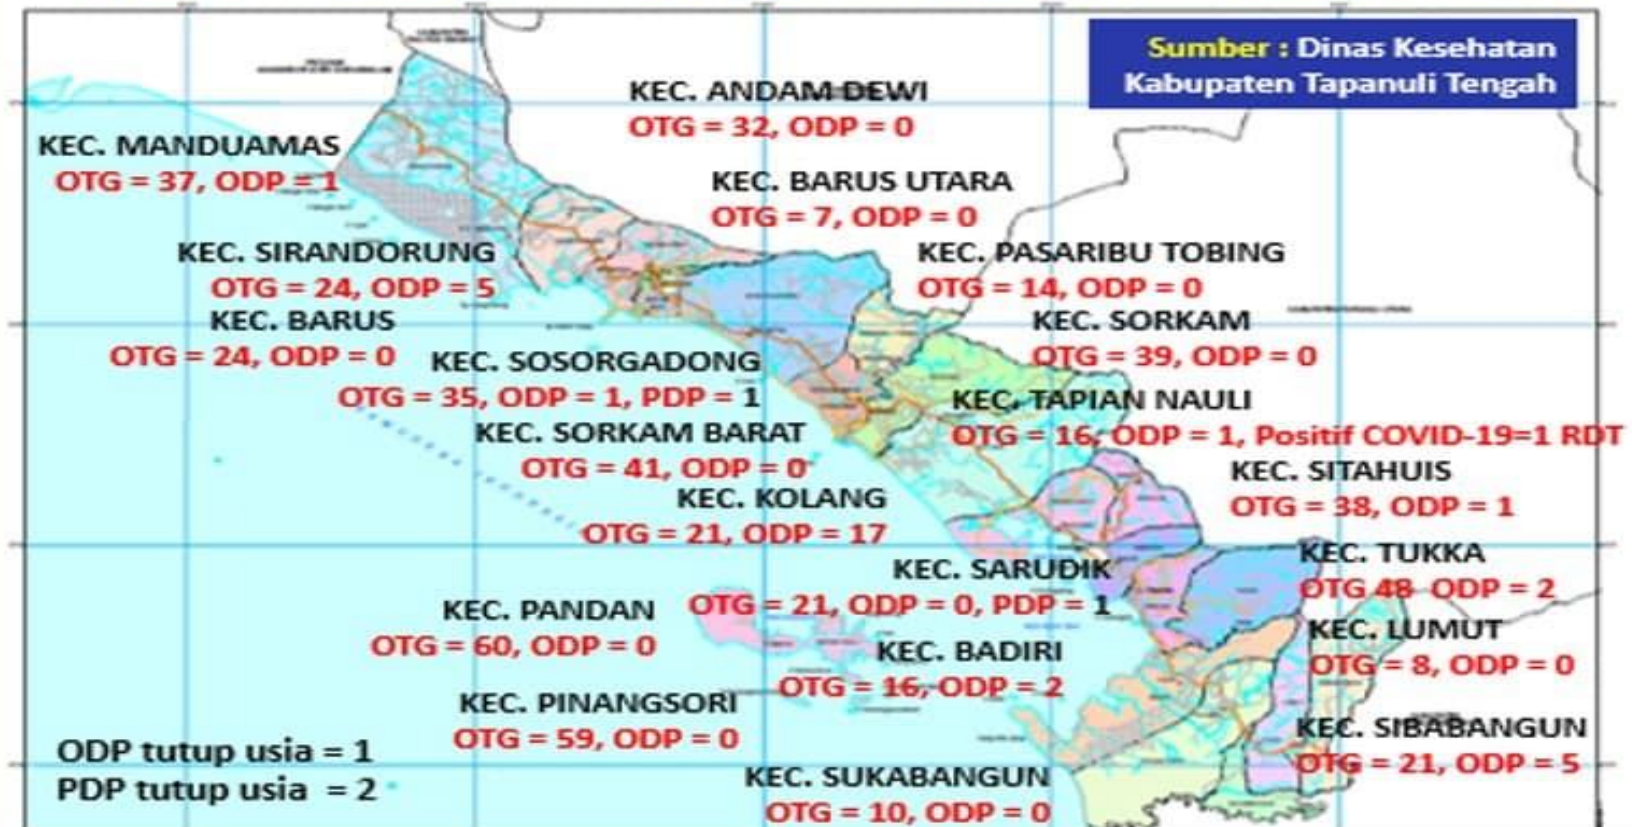 Sumber : Dinas Kesehatan
Kabupaten Tapanuli Tengah
KEC. ANDAM DEWI
OTG = 32, ODP = 0
KEC. MANDUAMAS
OTG = 37, ODP = 1
KEC. BARUS UTARA
OTG = 7, ODP = 0
KEC. SIRANDORUNG
OTG = 24, ODP = 5
KEC. PASARIBU TOBING
OTG = 14, ODP = 0
KEC. BARUS
OTG = 24, ODP = 0
KEC. SORKAM
OTG = 39, ODP = 0
KEC. SOSORGADONG
OTG = 35, ODP = 1, PDP = 1
KEC. TAPIAN NAULI
OTG = 16, ODP = 1, Positif COVID-19=1 RDT
KEC. SORKAM BARAT
OTG = 41, ODP = 0
KEC. SITAHUIS
OTG = 38, ODP = 1
KEC. KOLANG
OTG = 21, ODP = 17
KEC. TUKKA
OTG 48 ODP = 2
KEC. SARUDIK
OTG = 21, ODP = 0, PDP = 1
KEC. PANDAN
OTG = 60, ODP = 0
KEC. LUMUT
OTG = 8, ODP = 0
KEC. BADIRI
OTG = 16, ODP = 2
KEC. PINANGSORI
OTG = 59, ODP = 0
KEC. SIBABANGUN
OTG = 21, ODP = 5
ODP tutup usia = 1
PDP tutup usia = 2
KEC. SUKABANGUN
OTG = 10, ODP = 0